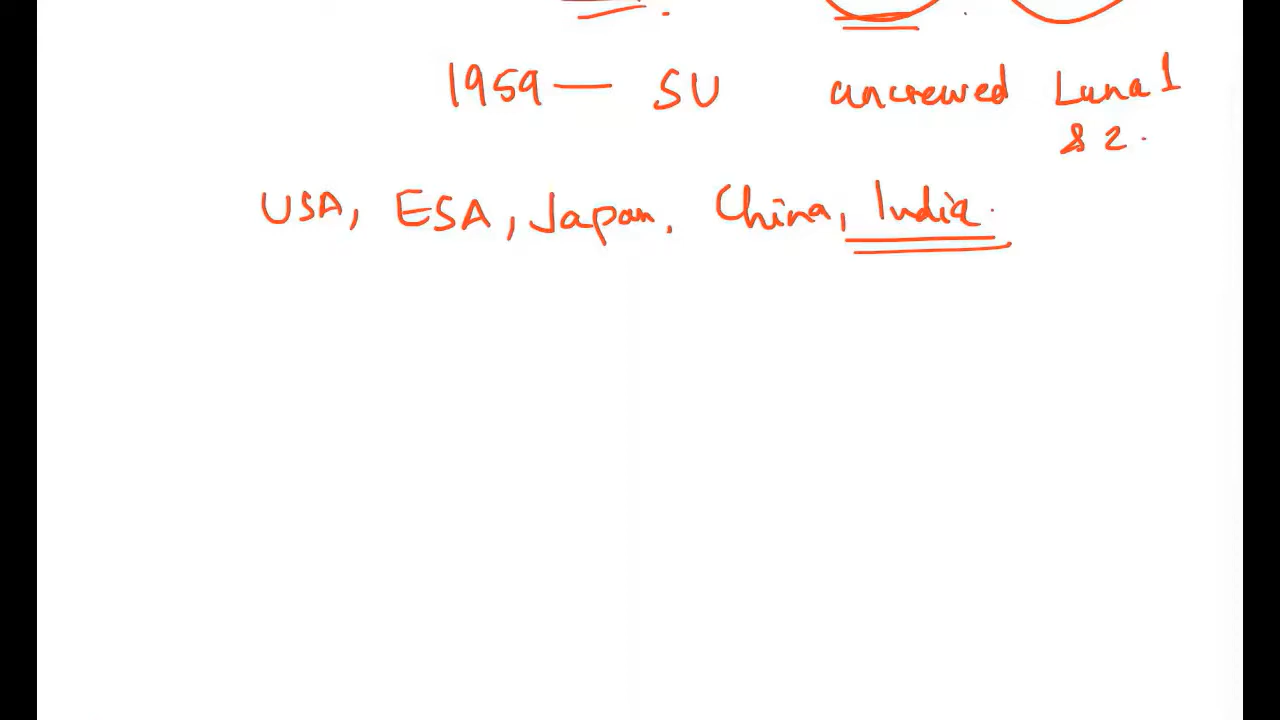 1959 — SU uncrewed Luna 1
& 2.
USA, ESA, Japan, China, India.